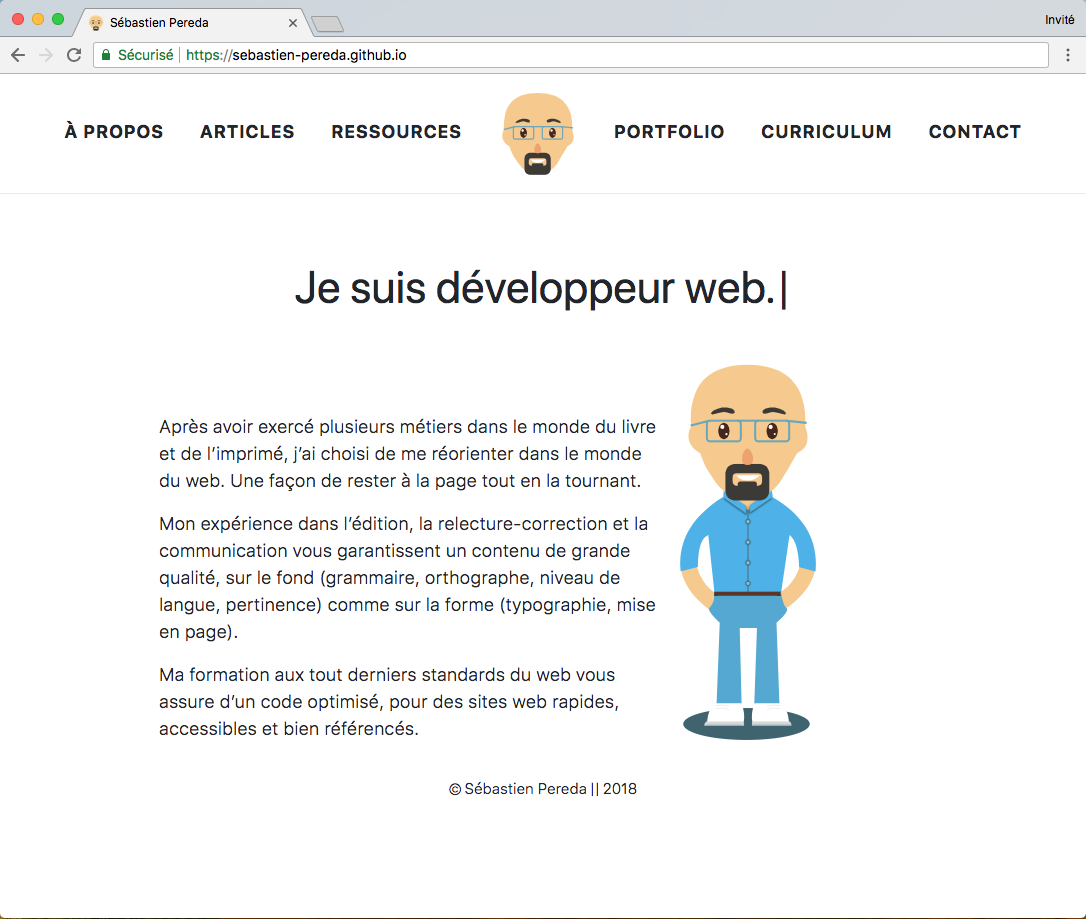 Sébastien Pereda
Invité
Sécurisé https://sebastien-pereda.github.io
À PROPOS ARTICLES RESSOURCES PORTFOLIO CURRICULUM CONTACT
Je suis développeur web.|
Après avoir exercé plusieurs métiers dans le monde du livre
et de l’imprimé, j’ai choisi de me réorienter dans le monde
du web. Une façon de rester à la page tout en la tournant.
Mon expérience dans l’édition, la relecture-correction et la
communication vous garantissent un contenu de grande
qualité, sur le fond (grammaire, orthographe, niveau de
langue, pertinence) comme sur la forme (typographie, mise
en page).
Ma formation aux tout derniers standards du web vous
assure d’un code optimisé, pour des sites web rapides,
accessibles et bien référencés.
© Sébastien Pereda || 2018